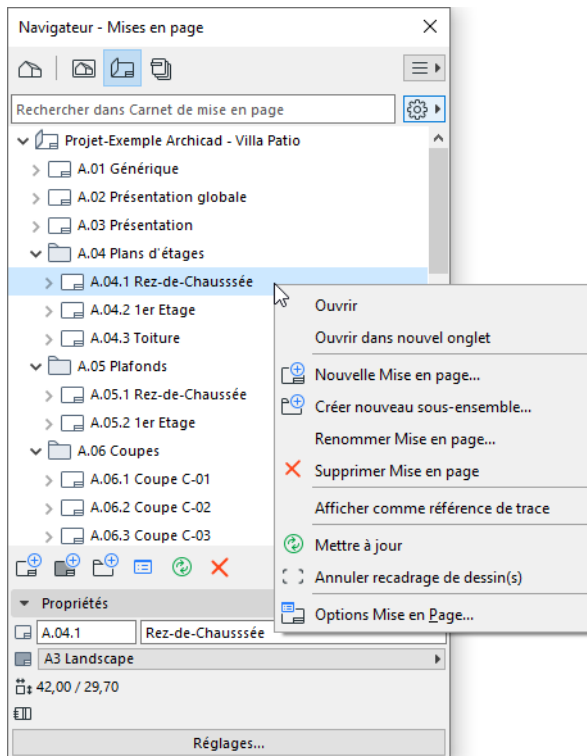 Navigateur - Mises en page
Rechercher dans Carnet de mise en page
Projet-Exemple Archicad - Villa Patio
A.01 Générique
A.02 Présentation globale
A.03 Présentation
A.04 Plans d'étages
A.04.1 Rez-de-Chausssée
A.04.2 1er Etage
A.04.3 Toiture
A.05 Plafonds
A.05.1 Rez-de-Chaussée
A.05.2 1er Etage
A.06 Coupes
A.06.1 Coupe C-01
A.06.2 Coupe C-02
A.06.3 Coupe C-03
Ouvrir
Ouvrir dans nouvel onglet
Nouvelle Mise en page...
Créer nouveau sous-ensemble...
Renommer Mise en page...
Supprimer Mise en page
Afficher comme référence de trace
Mettre à jour
Annuler recadrage de dessin(s)
Options Mise en Page...
Propriétés
A.04.1 Rez-de-Chausssée
A3 Landscape
42,00 / 29,70
Réglages...